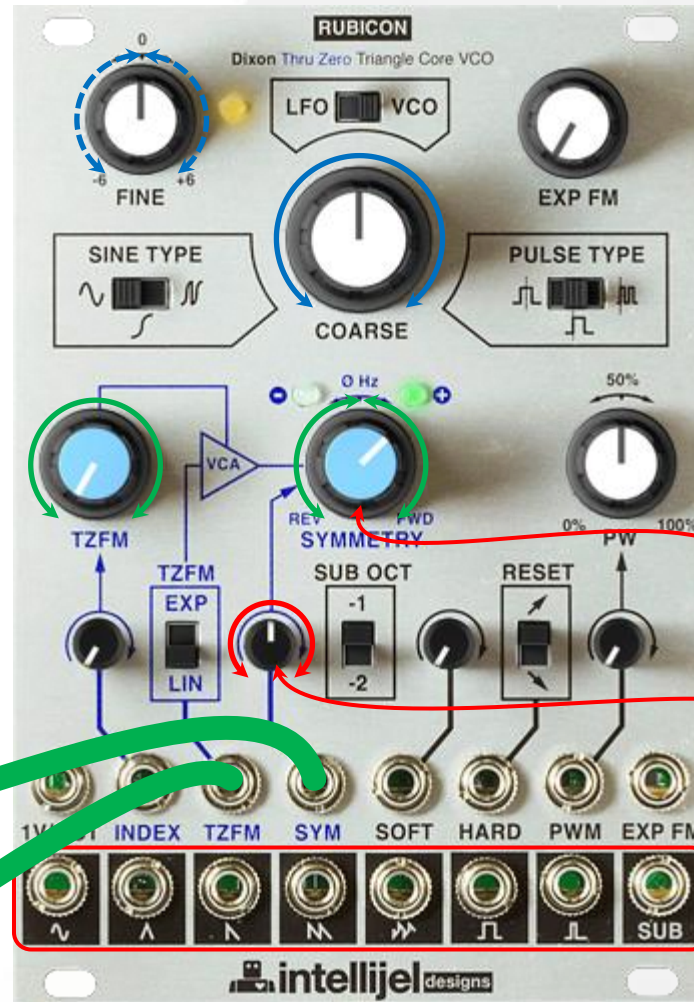 RUBICON
Dixon Thru Zero Triangle Core VCO
0
-6 +6
FINE
LFO VCO
EXP FM
SINE TYPE
COARSE
PULSE TYPE
- 0 Hz +
50%
VCA
REV FWD
0% 100%
TZFM
SYMMETRY
PW
TZFM
EXP
LIN
SUB OCT
-1
-2
RESET
INDEX TZFM SYM SOFT HARD PWM EXP FM
SUB
intellijel designs